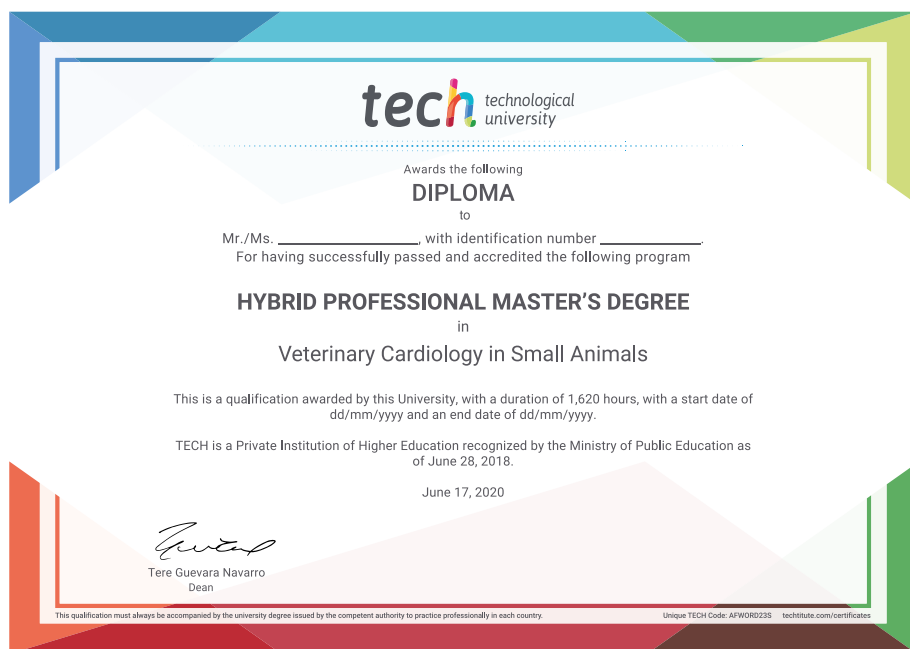 tech technological
university
Awards the following
DIPLOMA
to
Mr./Ms. ____________________, with identification number ______________.
For having successfully passed and accredited the following program
HYBRID PROFESSIONAL MASTER’S DEGREE
in
Veterinary Cardiology in Small Animals
This is a qualification awarded by this University, with a duration of 1,620 hours, with a start date of
dd/mm/yyyy and an end date of dd/mm/yyyy.
TECH is a Private Institution of Higher Education recognized by the Ministry of Public Education as
of June 28, 2018.
June 17, 2020
Tere Guevara Navarro
Dean
This qualification must always be accompanied by the university degree issued by the competent authority to practice professionally in each country.
Unique TECH Code: AFWORD23S techtitute.com/certificates